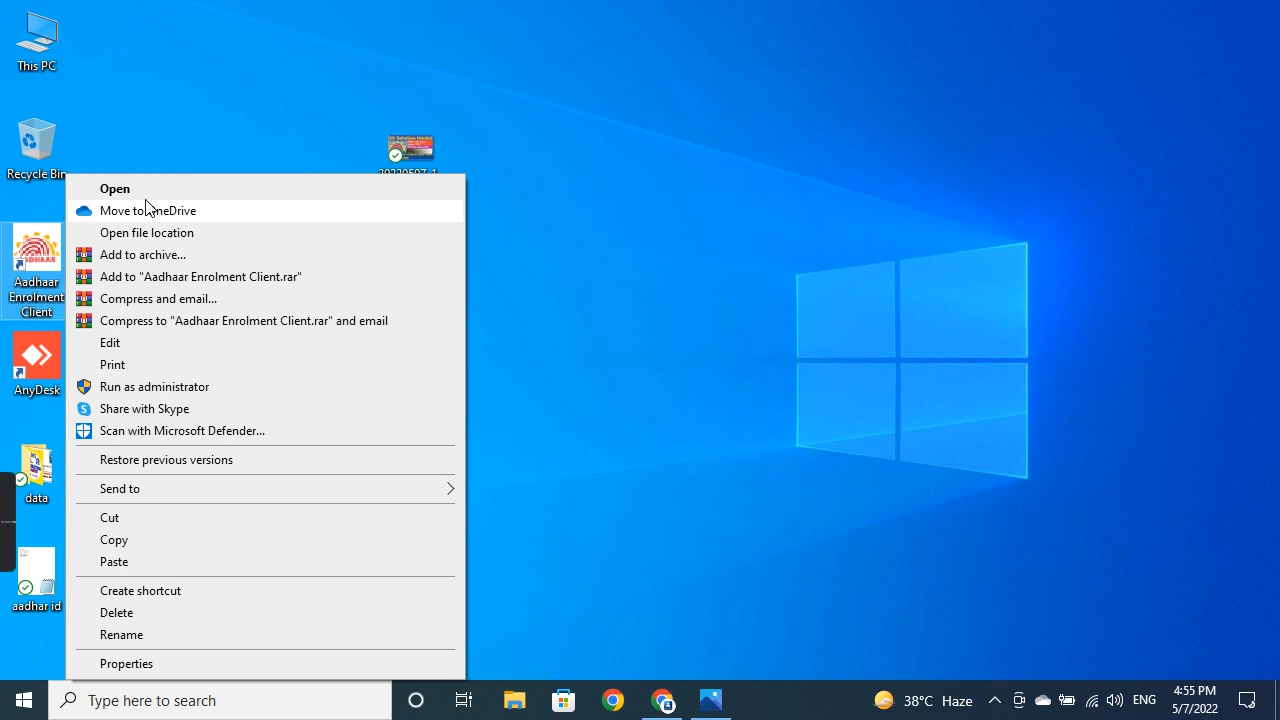 This PC
Recycle Bin
Aadhaar
Enrolment
Client
AnyDesk
data
aadhar id
Open
Move to OneDrive
Open file location
Add to archive...
Add to "Aadhaar Enrolment Client.rar"
Compress and email...
Compress to "Aadhaar Enrolment Client.rar" and email
Edit
Print
Run as administrator
Share with Skype
Scan with Microsoft Defender...
Restore previous versions
Send to
Cut
Copy
Paste
Create shortcut
Delete
Rename
Properties
Type here to search
38°C Haze
ENG
4:55 PM
5/7/2022